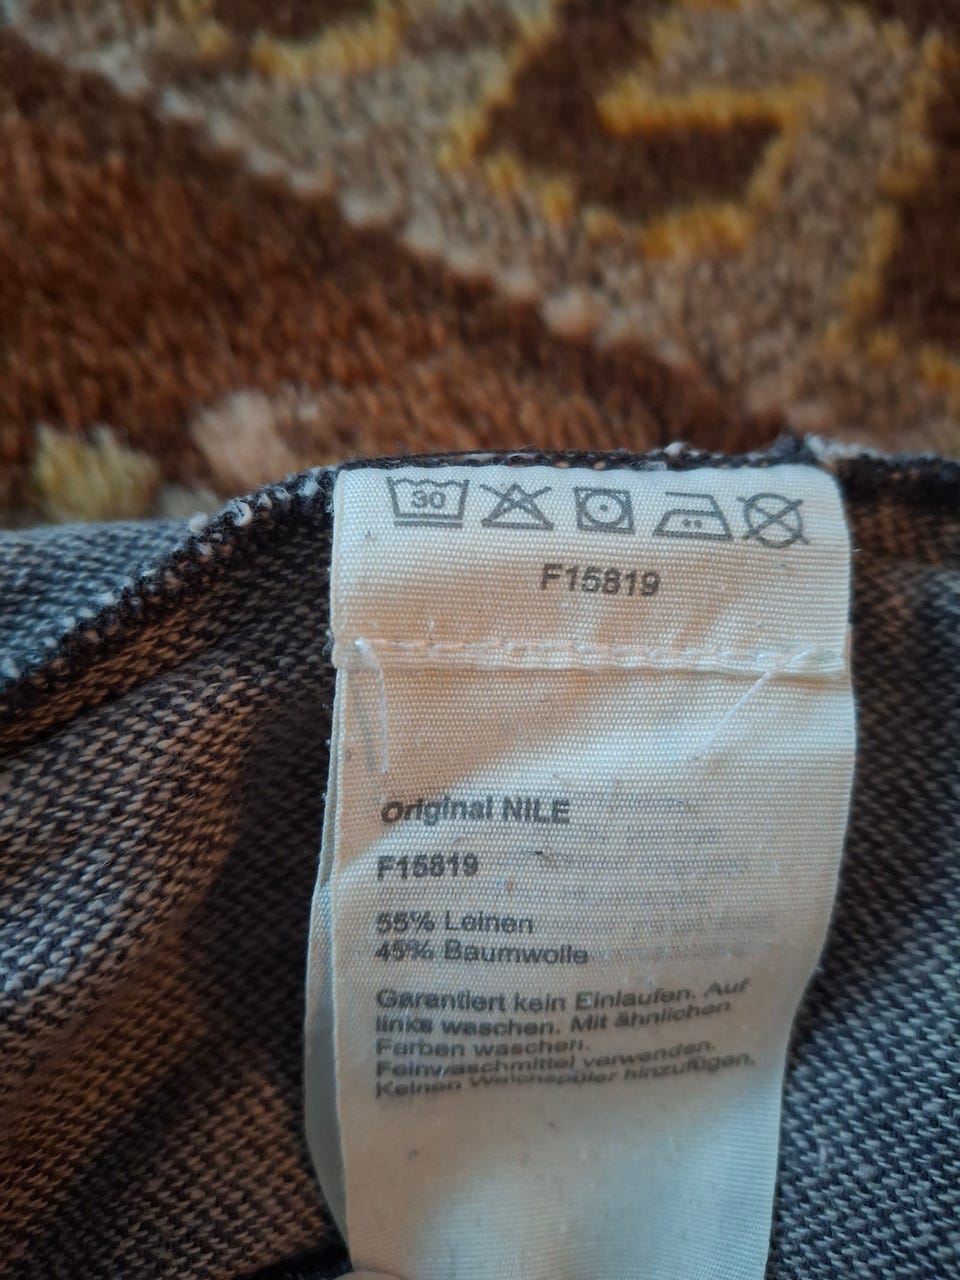 30
F15819
Original NILE
F15819
55% Leinen
45% Baumwolle
Garantiert kein Einlaufen. Auf
links waschen. Mit ähnlichen
Farben waschen.
Feinwaschmittel verwenden.
Keinen Weichspüler hinzufügen.